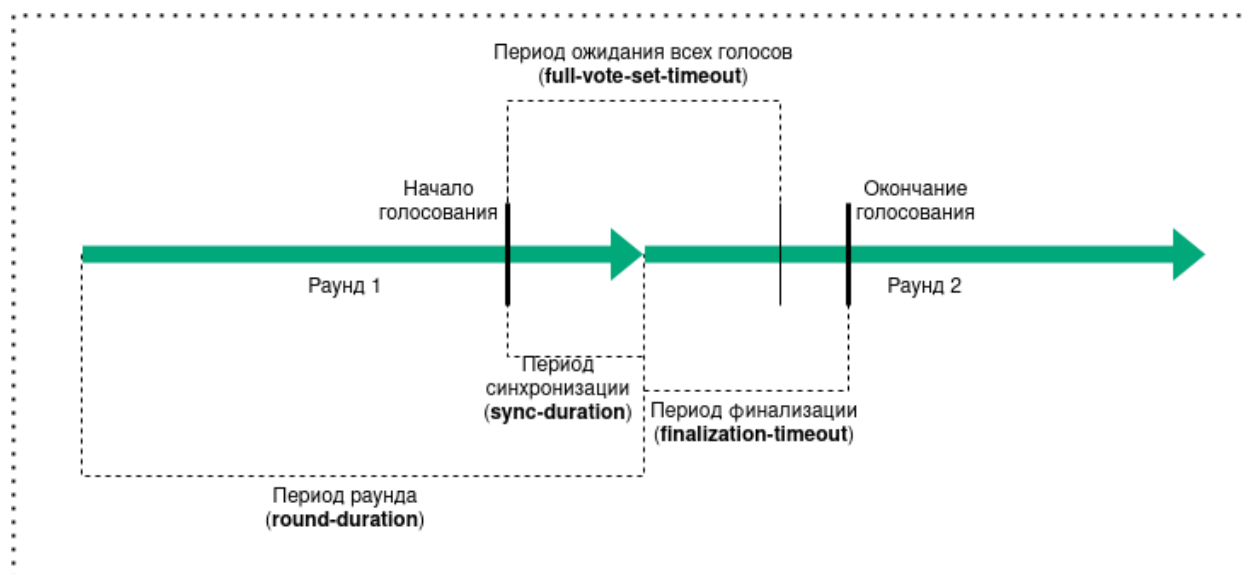 Период ожидания всех голосов
(full-vote-set-timeout)
Начало
голосования
Окончание
голосования
Раунд 1
Раунд 2
Период
синхронизации
(sync-duration)
Период финализации
(finalization-timeout)
Период раунда
(round-duration)